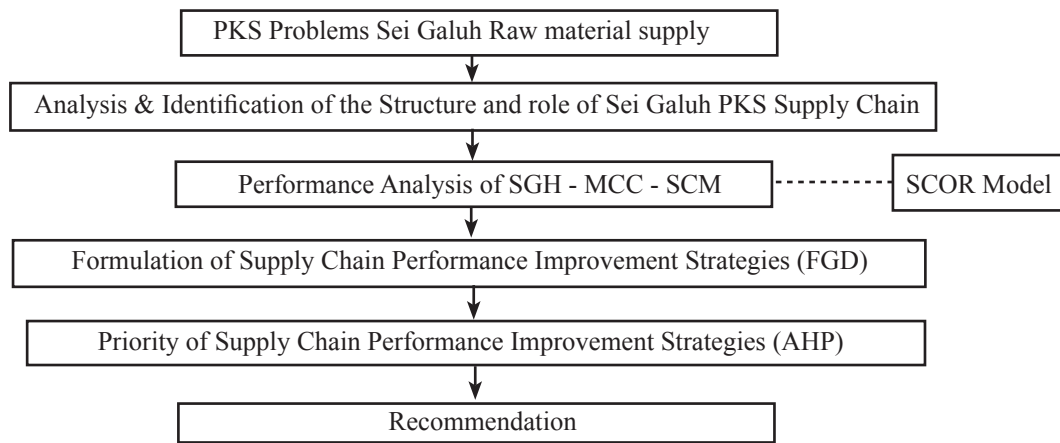 PKS Problems Sei Galuh Raw material supply
Analysis & Identification of the Structure and role of Sei Galuh PKS Supply Chain
Performance Analysis of SGH - MCC - SCM
SCOR Model
Formulation of Supply Chain Performance Improvement Strategies (FGD)
Priority of Supply Chain Performance Improvement Strategies (AHP)
Recommendation